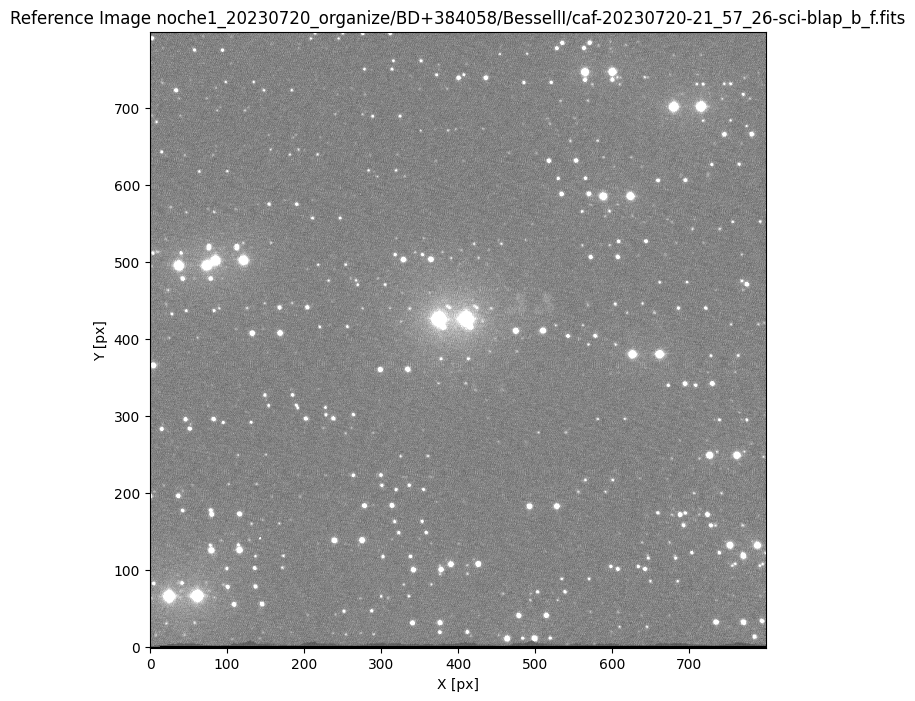 Reference Image noche1_20230720_organize/BD+384058/BessellI/caf-20230720-21_57_26-sci-blap_b_f.fits
700
600
500
400
300
200
100
0
Y [px]
0 100 200 300 400 500 600 700
X [px]